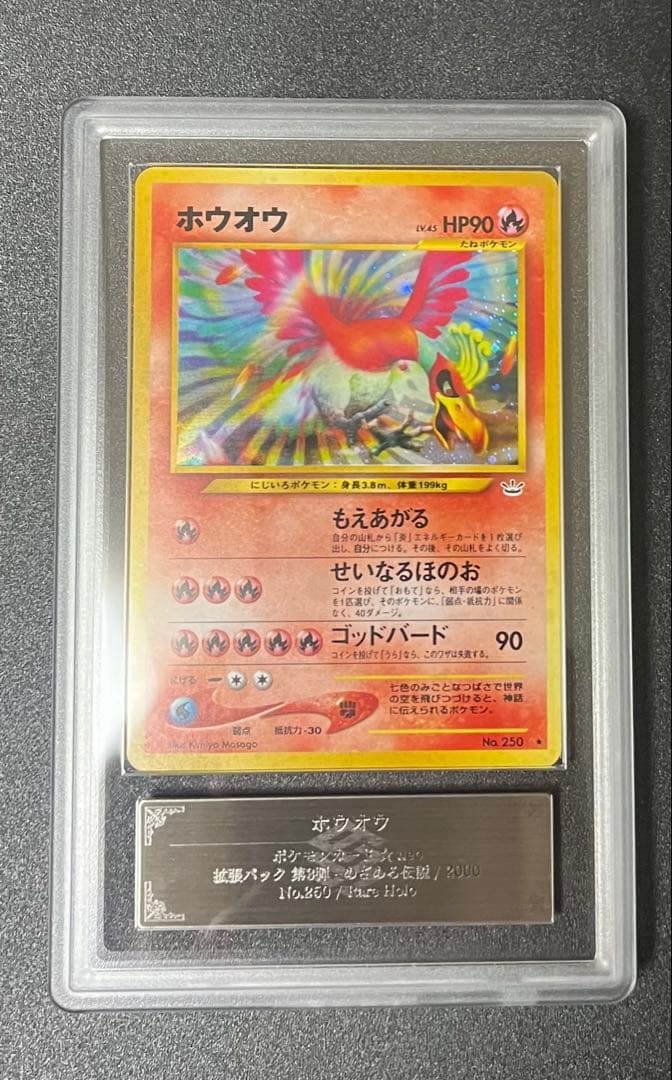 ホウオウ
LV.45 HP90
たねポケモン
にじいろポケモン：身長3.8m、体重199kg
もえあがる
自分の山札から「炎」エネルギーカードを1枚選び
出し、自分につける。その後、その山札をよく切る。
せいなるほのお
コインを投げて「おもて」なら、相手の場のポケモン
を1匹選び、そのポケモンに、「弱点・抵抗力」に関係
なく、40ダメージ。
ゴッドバード 90
コインを投げて「うら」なら、このワザは失敗する。
にげる
七色のみごとなつばさで世界
の空を飛びつづけると、神話
に伝えられるポケモン。
弱点 抵抗力-30
Illus. Kimiya Masago
No. 250 ★
ホウオウ
ポケモンカード★neo
拡張パック 第3弾 - めざめる伝説 / 2000
No.250 / Rare Holo